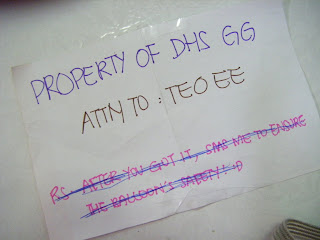 PROPERTY OF DHS GG
ATTN TO : TEO EE
P.S. AFTER YOU GOT IT, SMS ME TO ENSURE
THE BALLOON'S SAFETY! :D